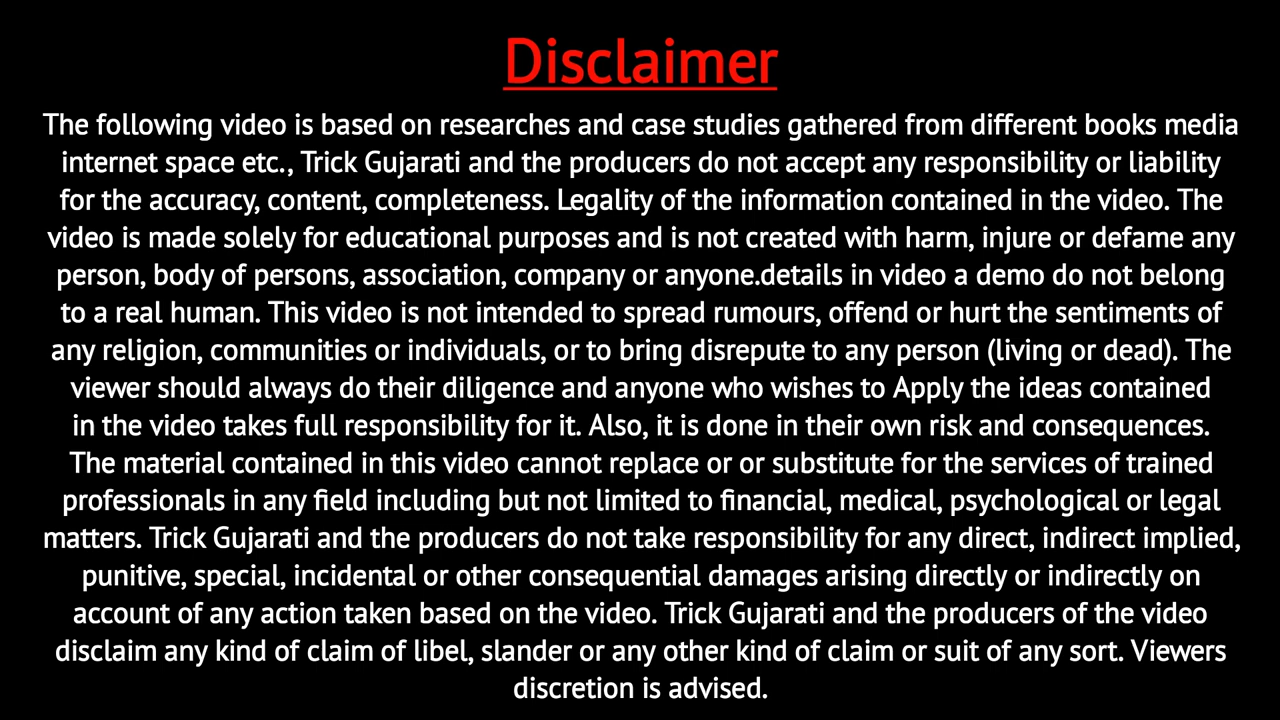 Disclaimer
The following video is based on researches and case studies gathered from different books media
internet space etc., Trick Gujarati and the producers do not accept any responsibility or liability
for the accuracy, content, completeness. Legality of the information contained in the video. The
video is made solely for educational purposes and is not created with harm, injure or defame any
person, body of persons, association, company or anyone.details in video a demo do not belong
to a real human. This video is not intended to spread rumours, offend or hurt the sentiments of
any religion, communities or individuals, or to bring disrepute to any person (living or dead). The
viewer should always do their diligence and anyone who wishes to Apply the ideas contained
in the video takes full responsibility for it. Also, it is done in their own risk and consequences.
The material contained in this video cannot replace or or substitute for the services of trained
professionals in any field including but not limited to financial, medical, psychological or legal
matters. Trick Gujarati and the producers do not take responsibility for any direct, indirect implied,
punitive, special, incidental or other consequential damages arising directly or indirectly on
account of any action taken based on the video. Trick Gujarati and the producers of the video
disclaim any kind of claim of libel, slander or any other kind of claim or suit of any sort. Viewers
discretion is advised.